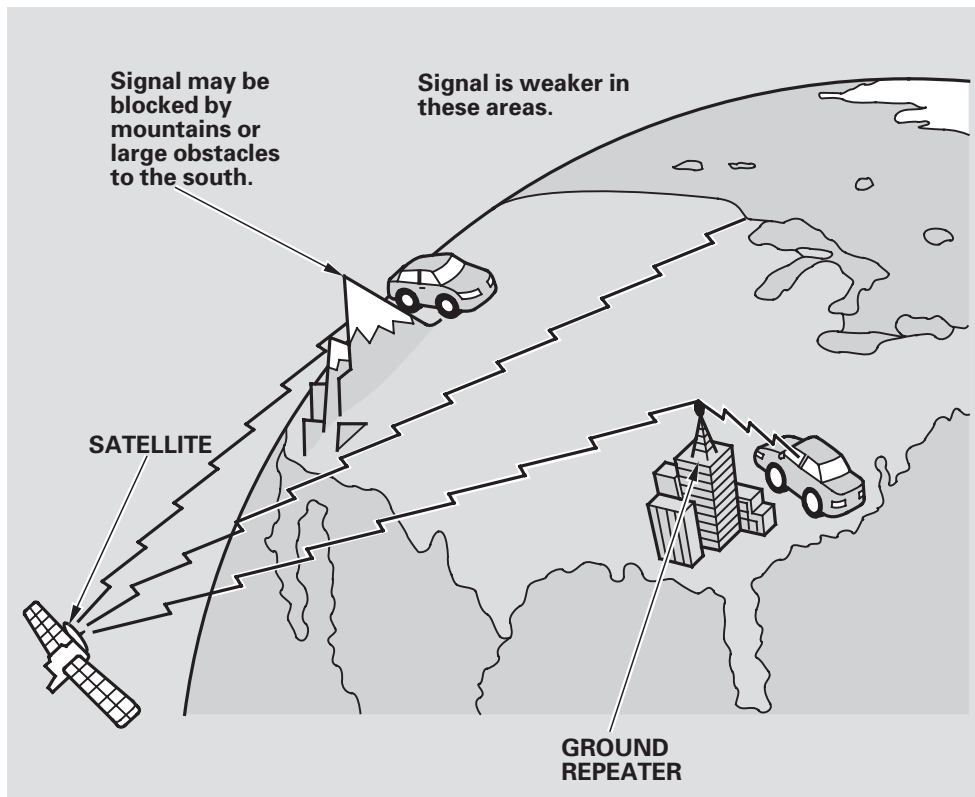 Signal may be
blocked by
mountains or
large obstacles
to the south.
Signal is weaker in
these areas.
SATELLITE
GROUND
REPEATER